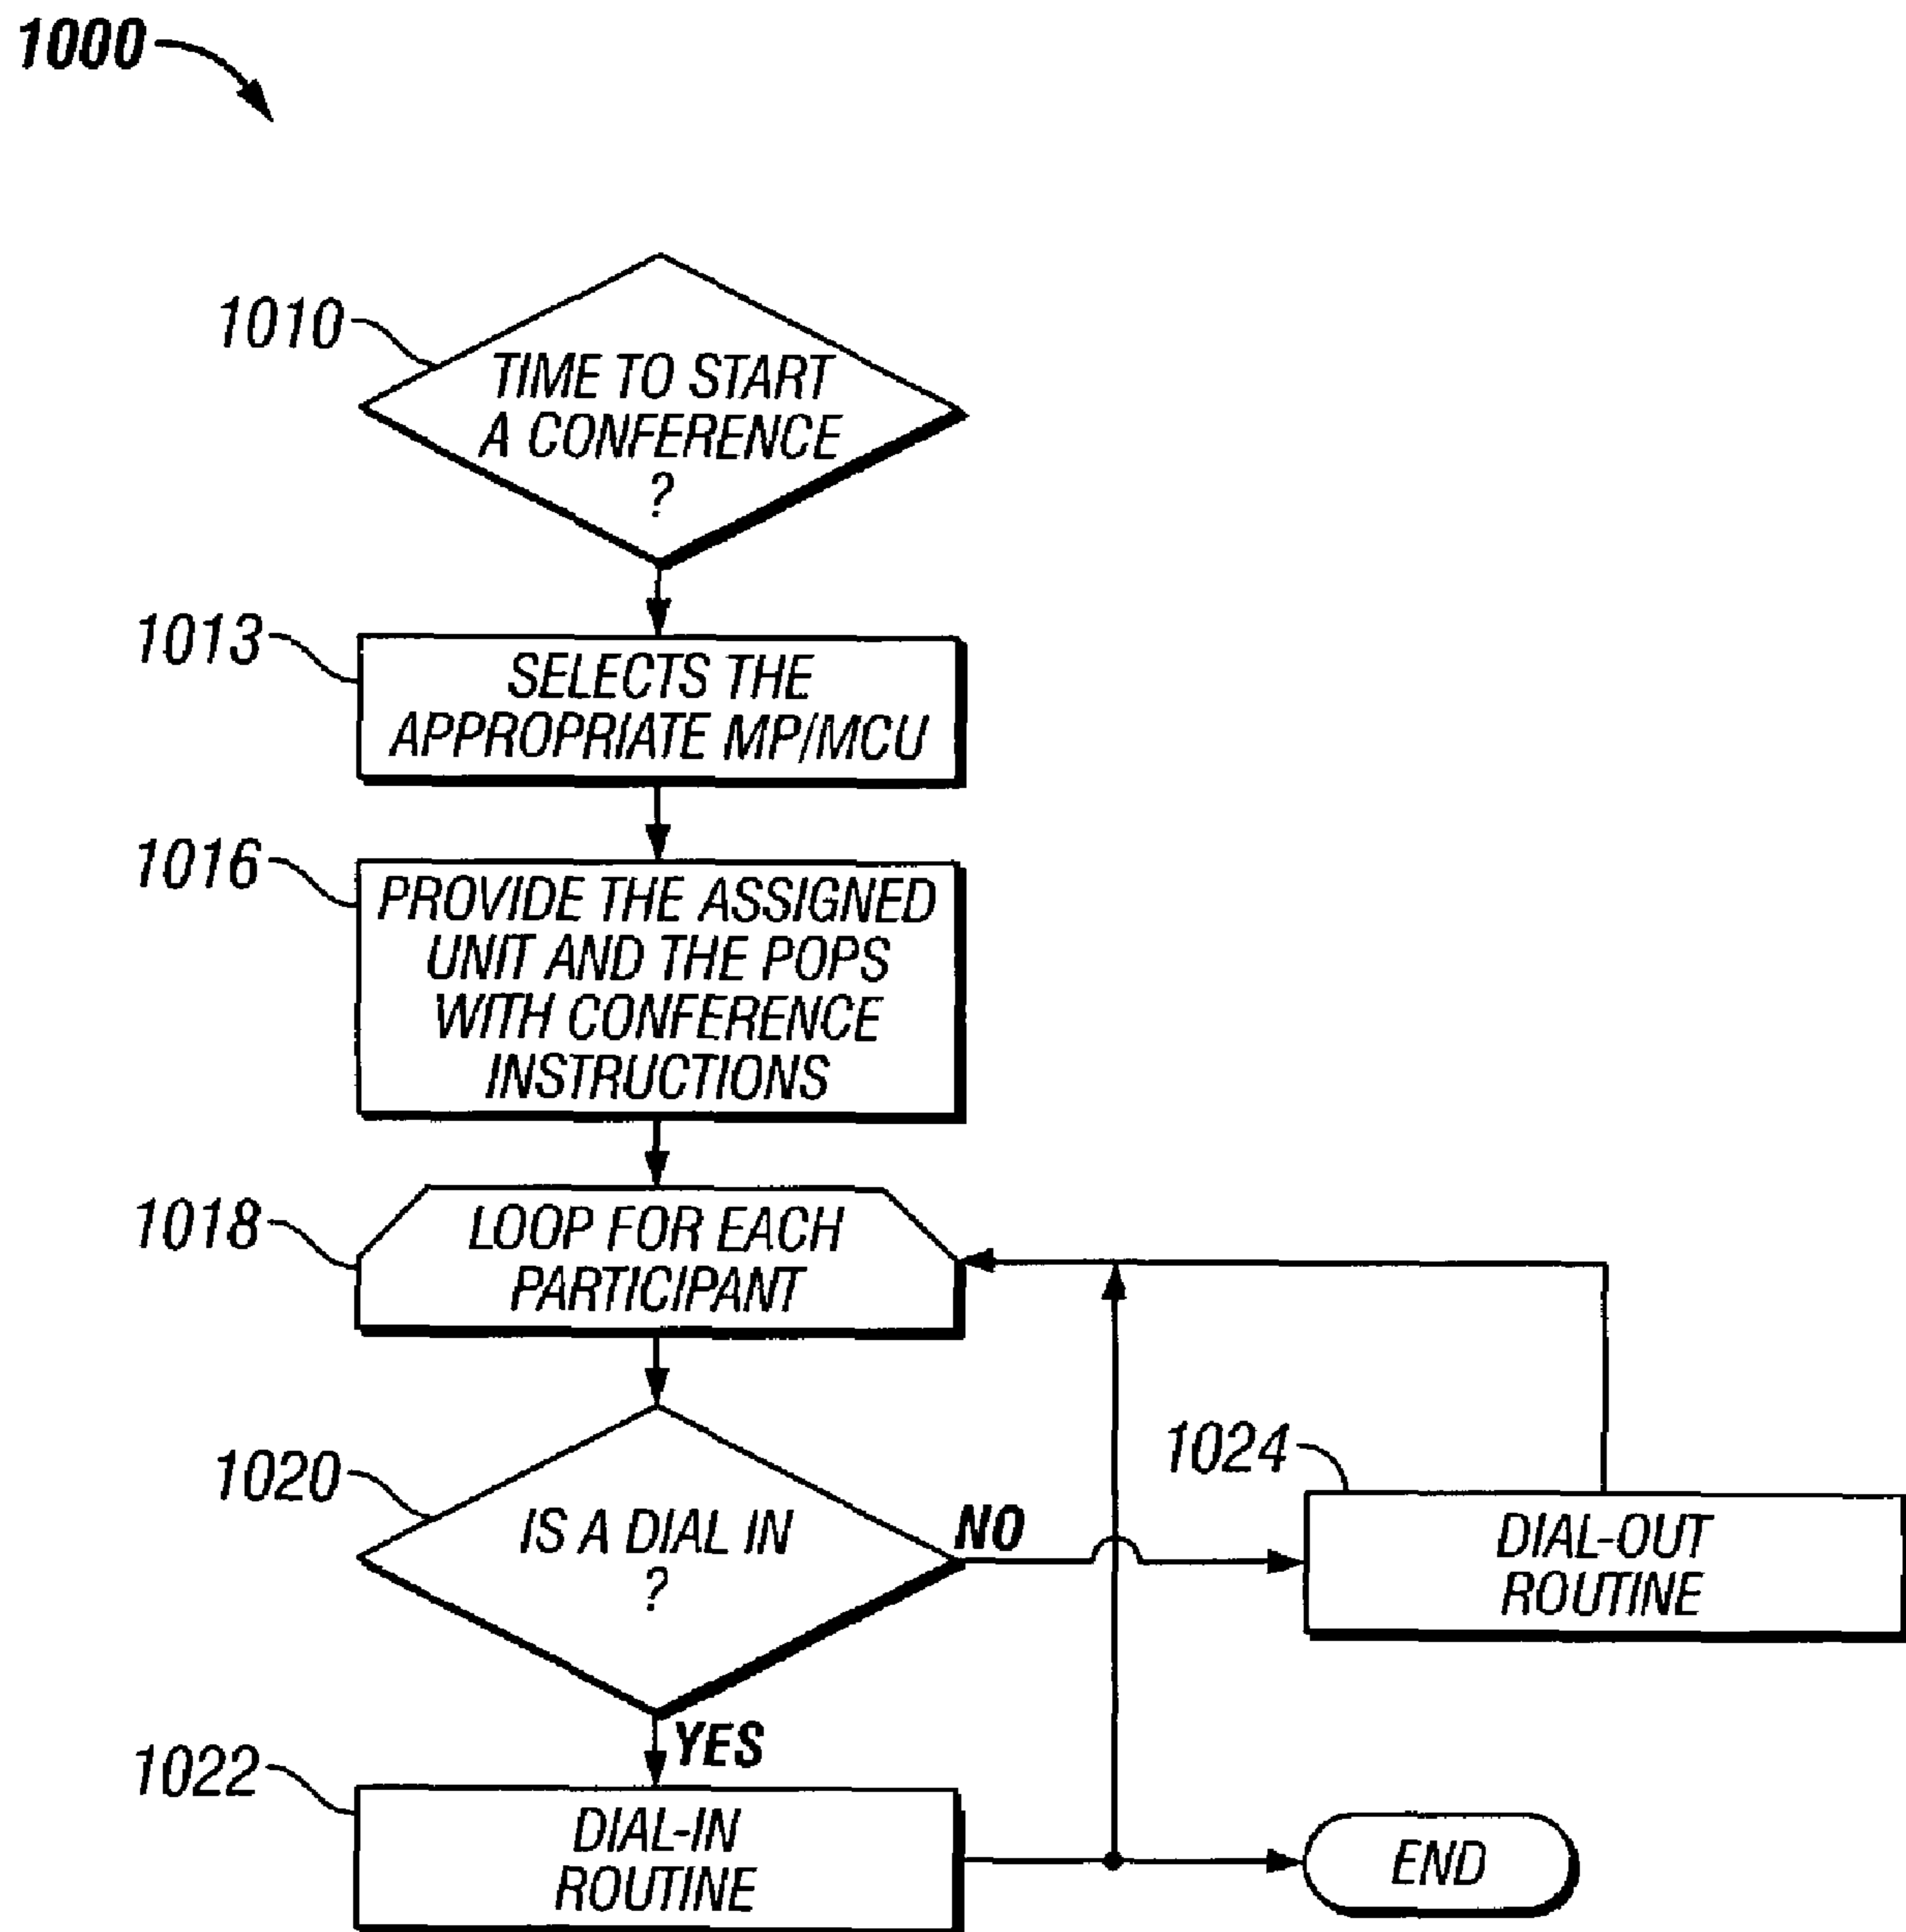 1000
1010
TIME TO START
A CONFERENCE
?
1013
SELECTS THE
APPROPRIATE MP/MCU
1016
PROVIDE THE ASSIGNED
UNIT AND THE POPS
WITH CONFERENCE
INSTRUCTIONS
1018
LOOP FOR EACH
PARTICIPANT
1020
IS A DIAL IN
?
NO
1024
DIAL-OUT
ROUTINE
YES
1022
DIAL-IN
ROUTINE
END